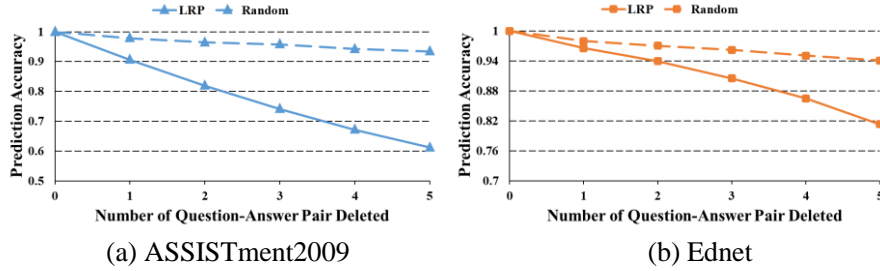 LRP Random
Prediction Accuracy
1
0.9
0.8
0.7
0.6
0.5
0 1 2 3 4 5
Number of Question-Answer Pair Deleted
(a) ASSISTment2009
LRP Random
Prediction Accuracy
1
0.94
0.88
0.82
0.76
0.7
0 1 2 3 4 5
Number of Question-Answer Pair Deleted
(b) Ednet